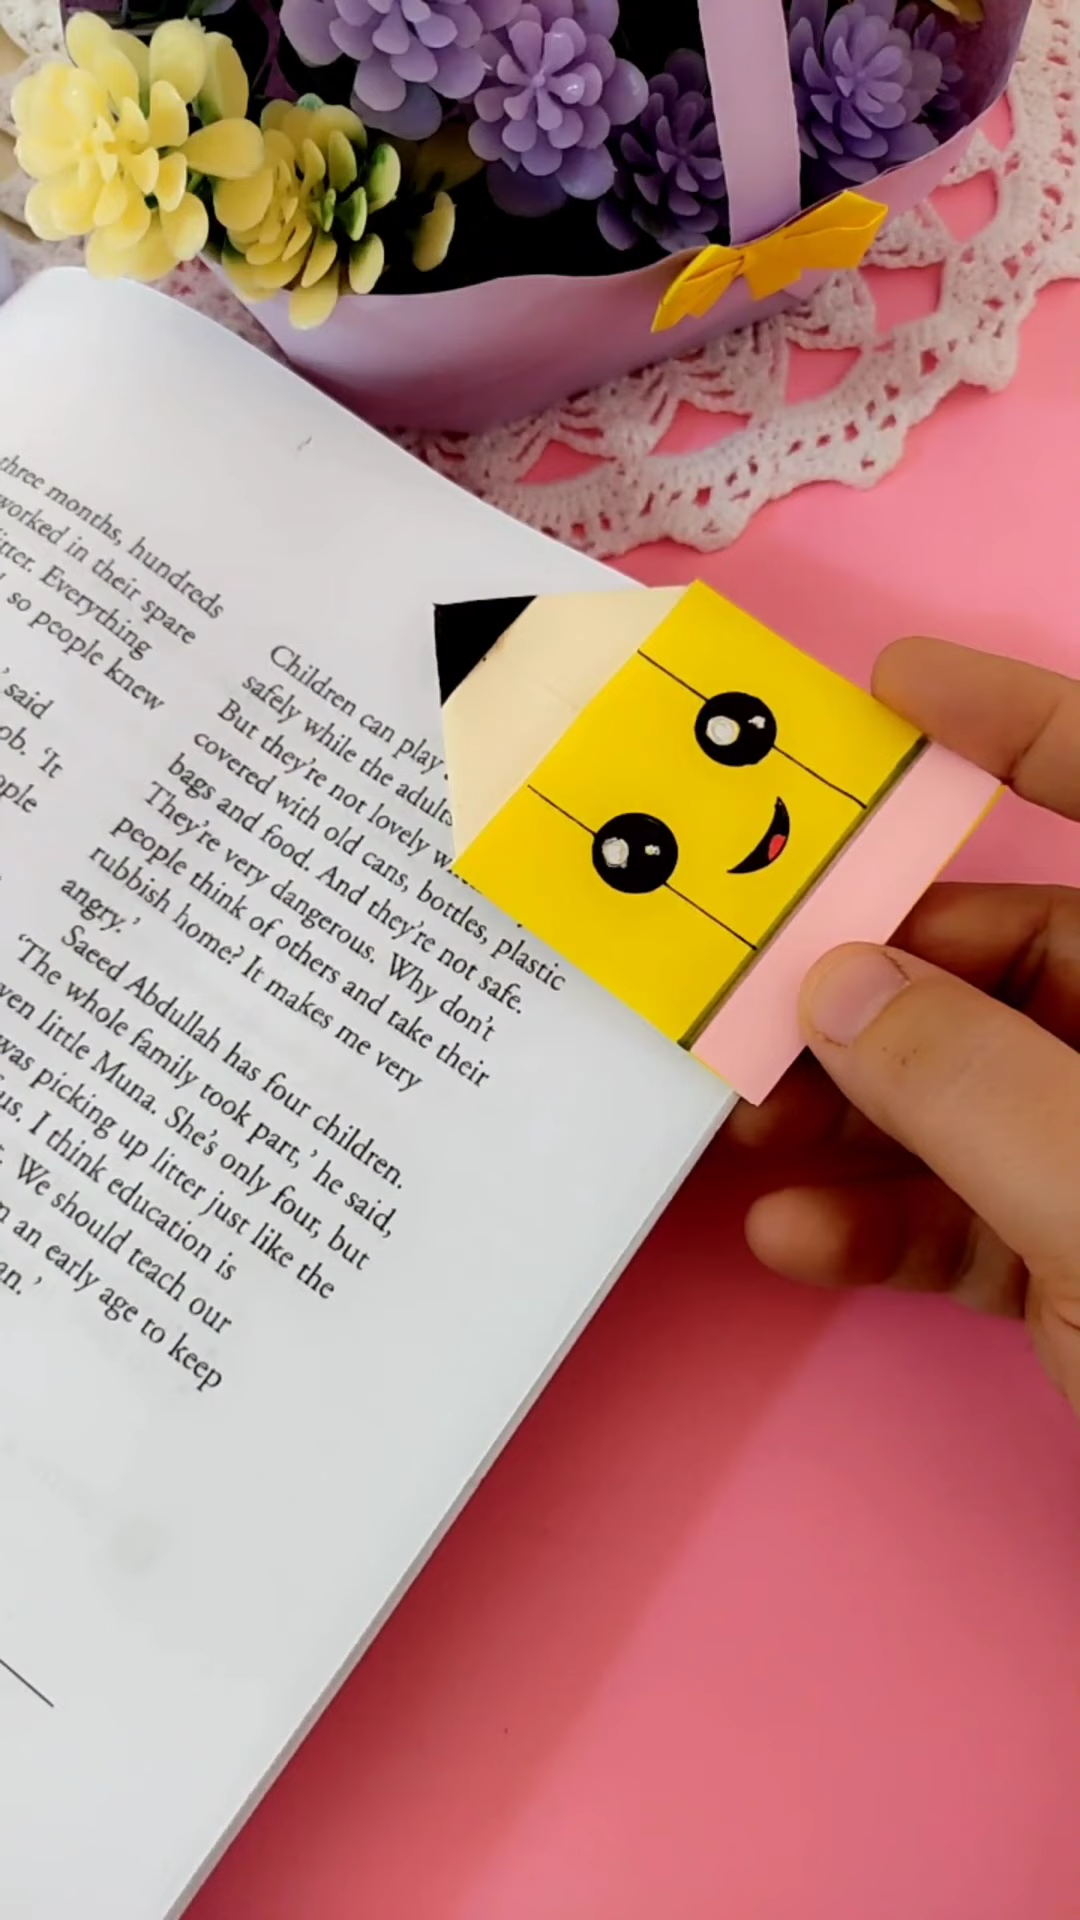 three months, hundreds
worked in their spare
litter. Everything
so people knew
,' said
ob. 'It
ople
Children can play
safely while the adults
But they're not lovely w
covered with old cans, bottles, plastic
bags and food. And they're not safe.
They're very dangerous. Why don't
people think of others and take their
rubbish home? It makes me very
angry.'
Saeed Abdullah has four children.
'The whole family took part,' he said,
ven little Muna. She's only four, but
was picking up litter just like the
us. I think education is
t. We should teach our
n an early age to keep
an.'